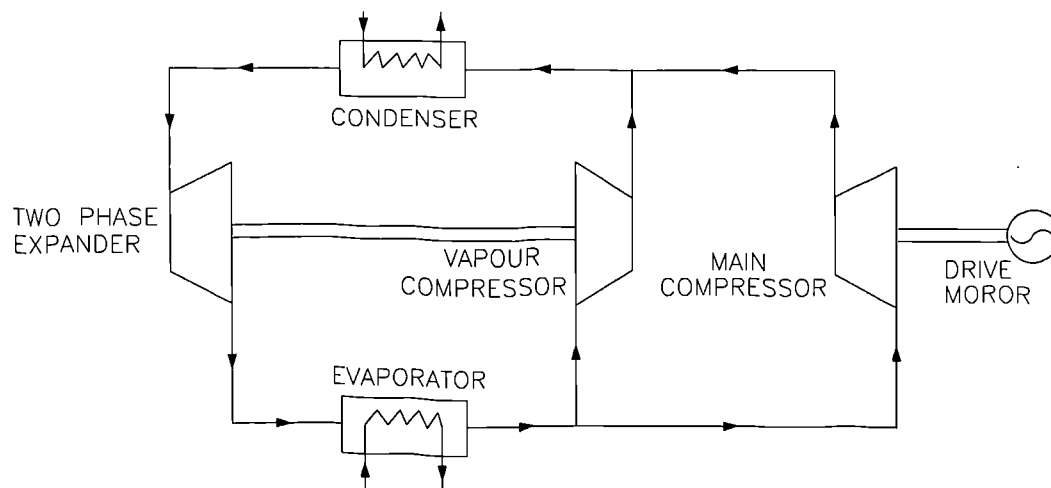 CONDENSER
TWO PHASE
EXPANDER
VAPOUR
COMPRESSOR
MAIN
COMPRESSOR
DRIVE
MOROR
EVAPORATOR